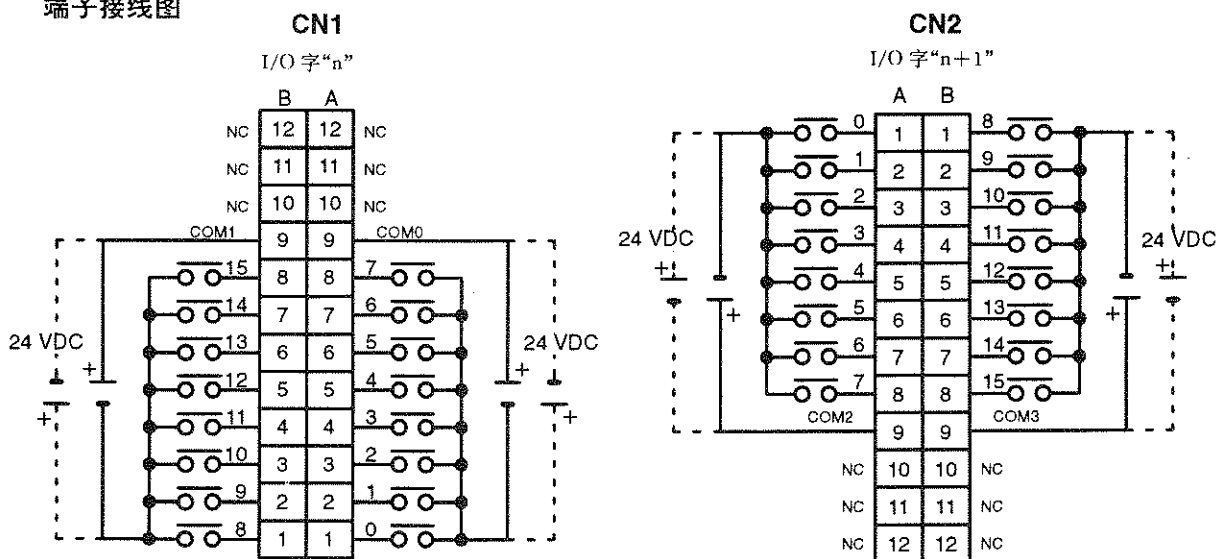 端子接线图
CN1
I/O 字“n”
B A
NC 12 12 NC
NC 11 11 NC
NC 10 10 NC
COM1 9 9 COM0
15 8 8 7
14 7 7 6
24 VDC + 13 6 6 5 + 24 VDC
12 5 5 4
+ 11 4 4 3 +
10 3 3 2
9 2 2 1
8 1 1 0
CN2
I/O 字“n+1”
A B
0 1 1 8
1 2 2 9
2 3 3 10
24 VDC 3 4 4 11 24 VDC
+ 4 5 5 12 +
+ 5 6 6 13 +
6 7 7 14
7 8 8 15
COM2 9 9 COM3
NC 10 10 NC
NC 11 11 NC
NC 12 12 NC